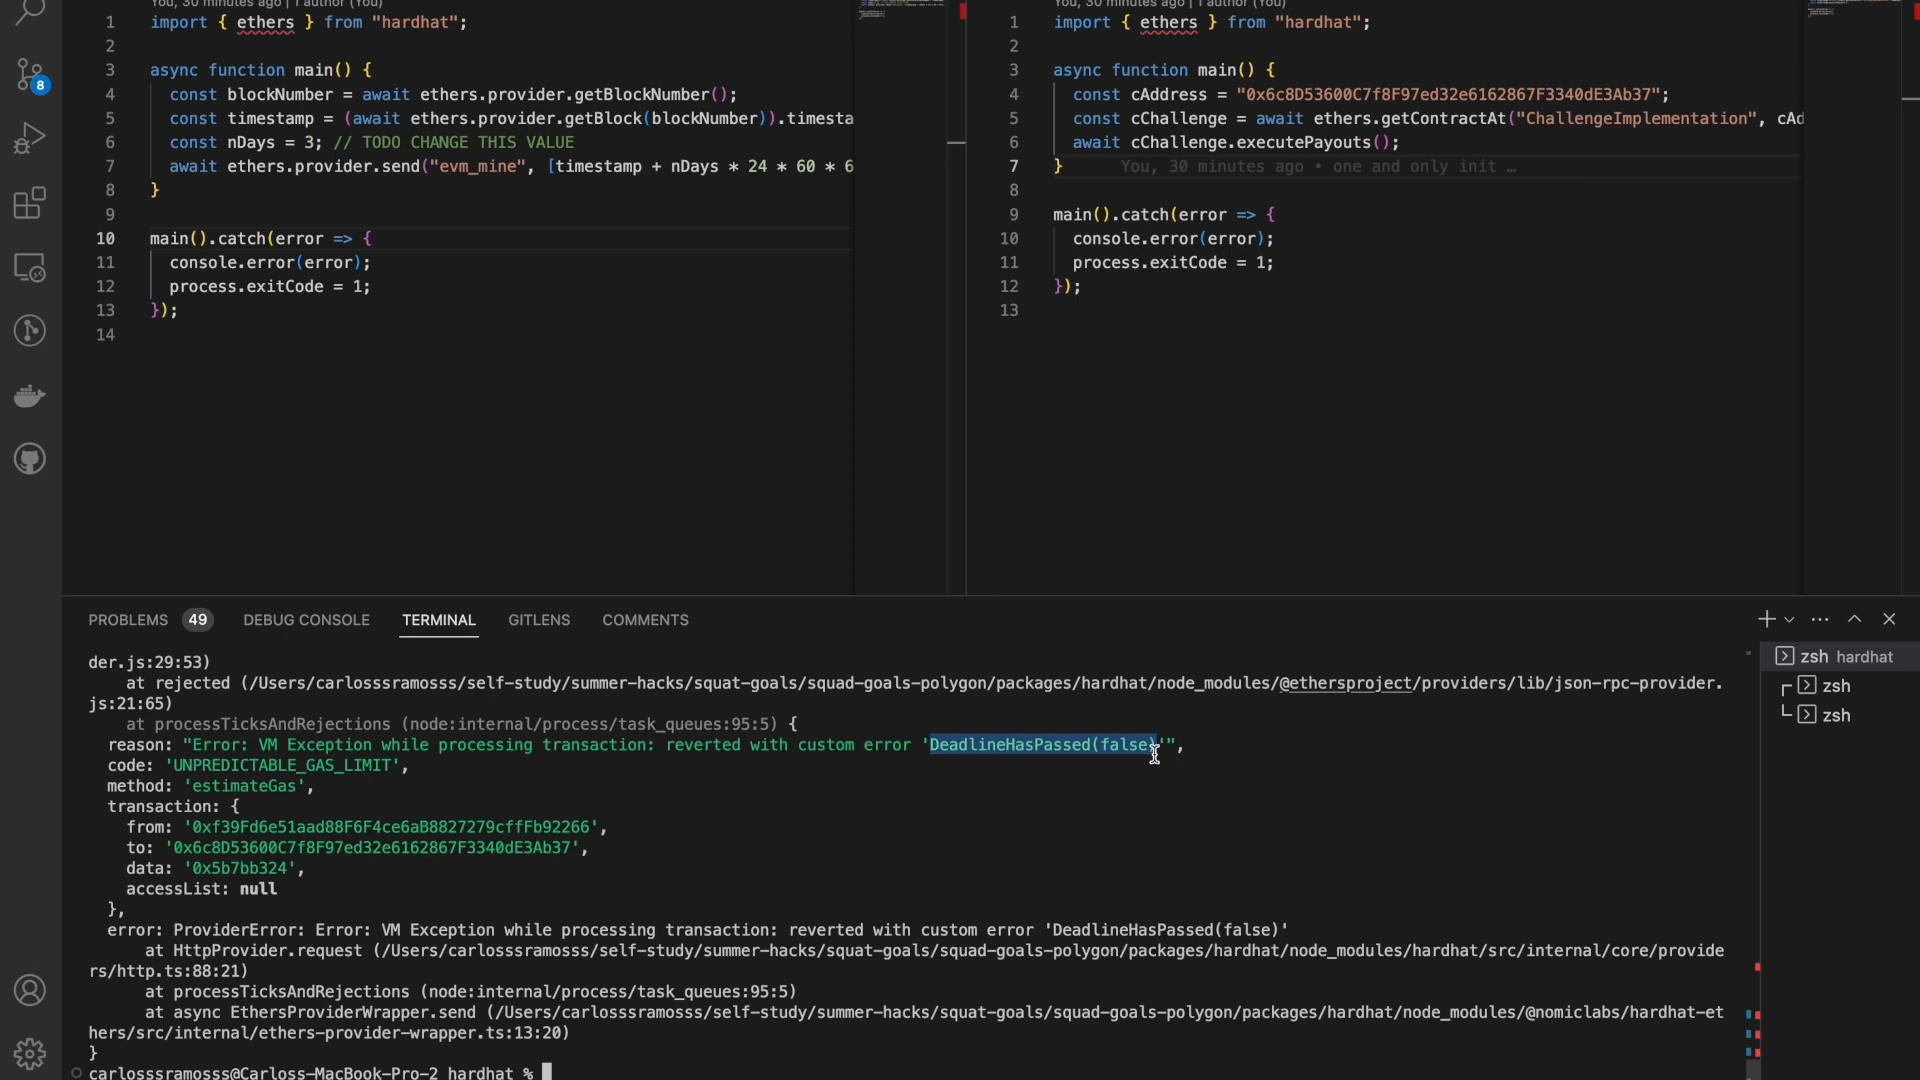 You, 30 minutes ago | 1 author (You)
1 import { ethers } from "hardhat";
2
3 async function main() {
4 const blockNumber = await ethers.provider.getBlockNumber();
5 const timestamp = (await ethers.provider.getBlock(blockNumber)).timesta
6 const nDays = 3; // TODO CHANGE THIS VALUE
7 await ethers.provider.send("evm_mine", [timestamp + nDays * 24 * 60 * 6
8 }
9
10 main().catch(error => {
11 console.error(error);
12 process.exitCode = 1;
13 });
14
You, 30 minutes ago | 1 author (You)
1 import { ethers } from "hardhat";
2
3 async function main() {
4 const cAddress = "0x6c8D53600C7f8F97ed32e6162867F3340dE3Ab37";
5 const cChallenge = await ethers.getContractAt("ChallengeImplementation", cAd
6 await cChallenge.executePayouts();
7 } You, 30 minutes ago • one and only init …
8
9 main().catch(error => {
10 console.error(error);
11 process.exitCode = 1;
12 });
13
8
PROBLEMS 49 DEBUG CONSOLE TERMINAL GITLENS COMMENTS
der.js:29:53)
at rejected (/Users/carlosssramosss/self-study/summer-hacks/squat-goals/squad-goals-polygon/packages/hardhat/node_modules/@ethersproject/providers/lib/json-rpc-provider.
js:21:65)
at processTicksAndRejections (node:internal/process/task_queues:95:5) {
reason: "Error: VM Exception while processing transaction: reverted with custom error 'DeadlineHasPassed(false)'",
code: 'UNPREDICTABLE_GAS_LIMIT',
method: 'estimateGas',
transaction: {
from: '0xf39Fd6e51aad88F6F4ce6aB8827279cffFb92266',
to: '0x6c8D53600C7f8F97ed32e6162867F3340dE3Ab37',
data: '0x5b7bb324',
accessList: null
},
error: ProviderError: Error: VM Exception while processing transaction: reverted with custom error 'DeadlineHasPassed(false)'
at HttpProvider.request (/Users/carlosssramosss/self-study/summer-hacks/squat-goals/squad-goals-polygon/packages/hardhat/node_modules/hardhat/src/internal/core/provide
rs/http.ts:88:21)
at processTicksAndRejections (node:internal/process/task_queues:95:5)
at async EthersProviderWrapper.send (/Users/carlosssramosss/self-study/summer-hacks/squat-goals/squad-goals-polygon/packages/hardhat/node_modules/@nomiclabs/hardhat-et
hers/src/internal/ethers-provider-wrapper.ts:13:20)
}
carlosssramosss@Carloss-MacBook-Pro-2 hardhat %
zsh hardhat
zsh
zsh